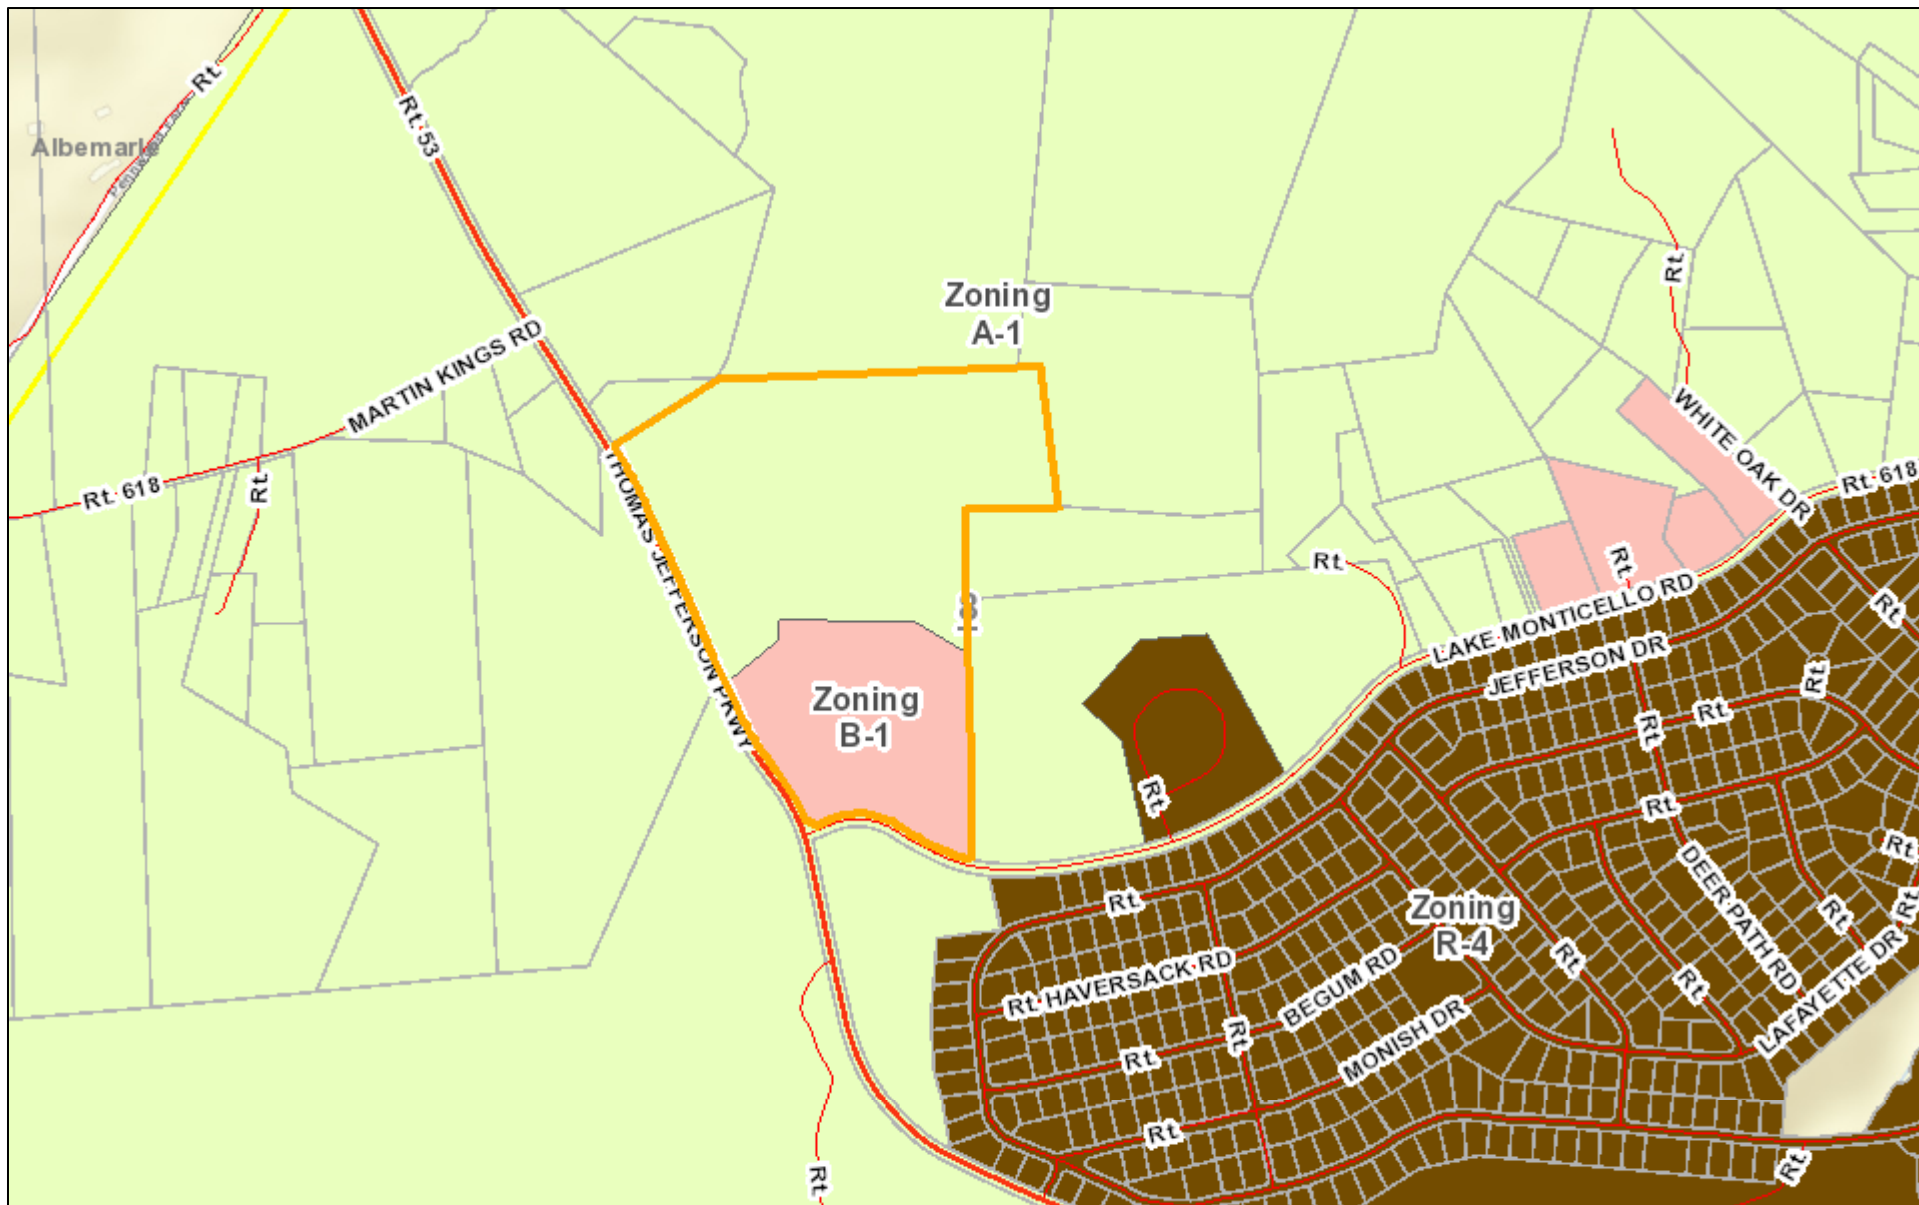 Rt.
Rt. 53
Albemarle
Zoning
A-1
Rt.
MARTIN KINGS RD
WHITE OAK DR
Rt. 618
Rt. 618
Rt.
THOMAS JEFFERSON PKWY
Rt.
Rt.
Rt.
LAKE MONTICELLO RD
JEFFERSON DR
Zoning
B-1
Rt.
Rt.
Rt.
Rt.
Rt.
Rt.
DEER PATH RD
Rt.
Rt.
Zoning
R-4
Rt.
Rt.
LAFAYETTE DR
Rt.
Rt. HAVERSACK RD
BEGUM RD
Rt.
Rt.
MONISH DR
Rt.
Rt.
Rt.
Rt.